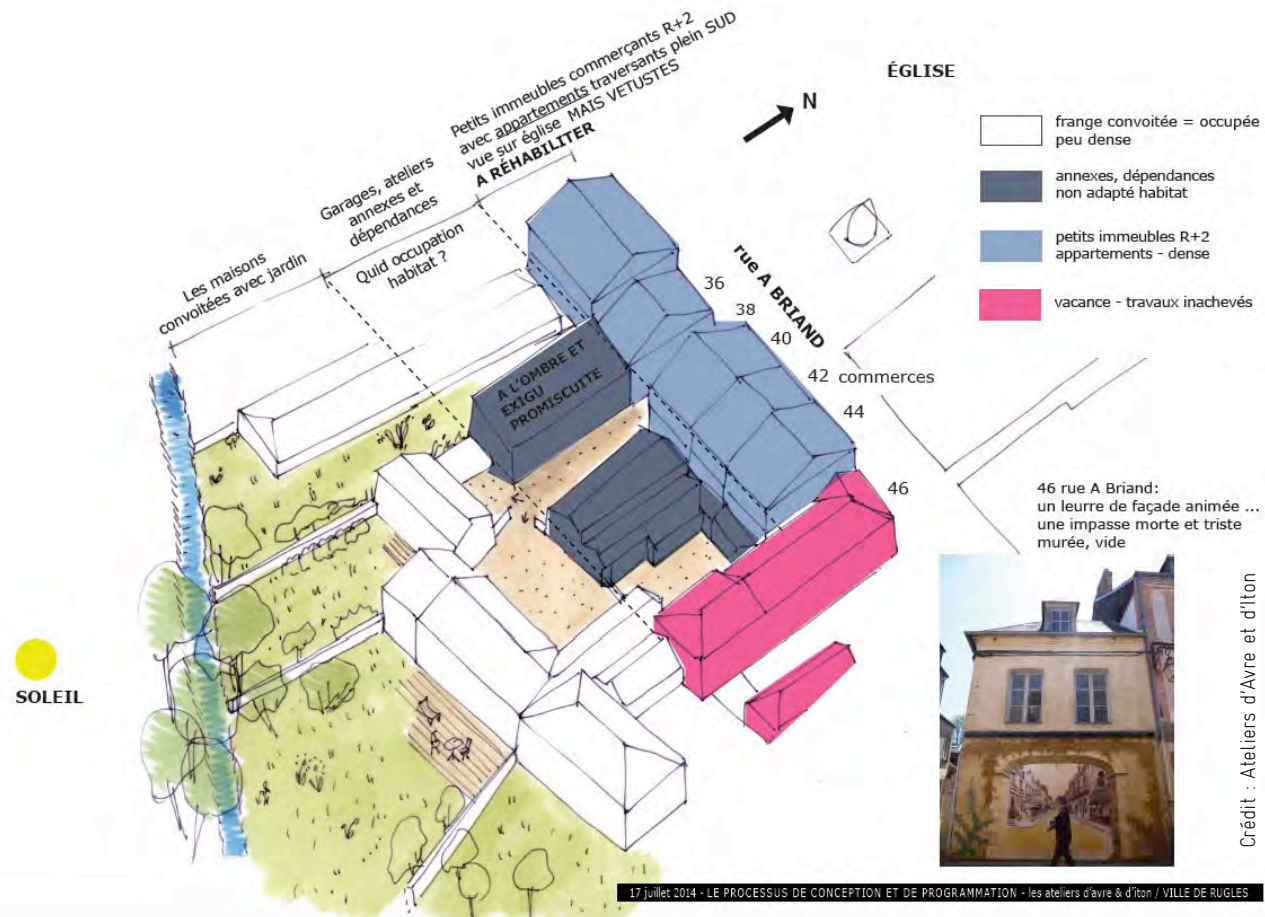 Petits immeubles commerçants R+2
avec appartements traversants plein SUD
vue sur église MAIS VETUSTES
A RÉHABILITER
Garages, ateliers
annexes et
dépendances
Quid occupation
habitat ?
Les maisons
convoitées avec jardin
N
ÉGLISE
frange convoitée = occupée
peu dense
annexes, dépendances
non adapté habitat
petits immeubles R+2
appartements - dense
vacance - travaux inachevés
rue A BRIAND
36
38
40
42 commerces
44
46
A L'OMBRE ET
EXIGU
PROMISCUITE
SOLEIL
46 rue A Briand:
un leurre de façade animée ...
une impasse morte et triste
murée, vide
Crédit : Ateliers d'Avre et d'Iton
17 juillet 2014 - LE PROCESSUS DE CONCEPTION ET DE PROGRAMMATION - les ateliers d'avre & d'iton / VILLE DE RUGLES